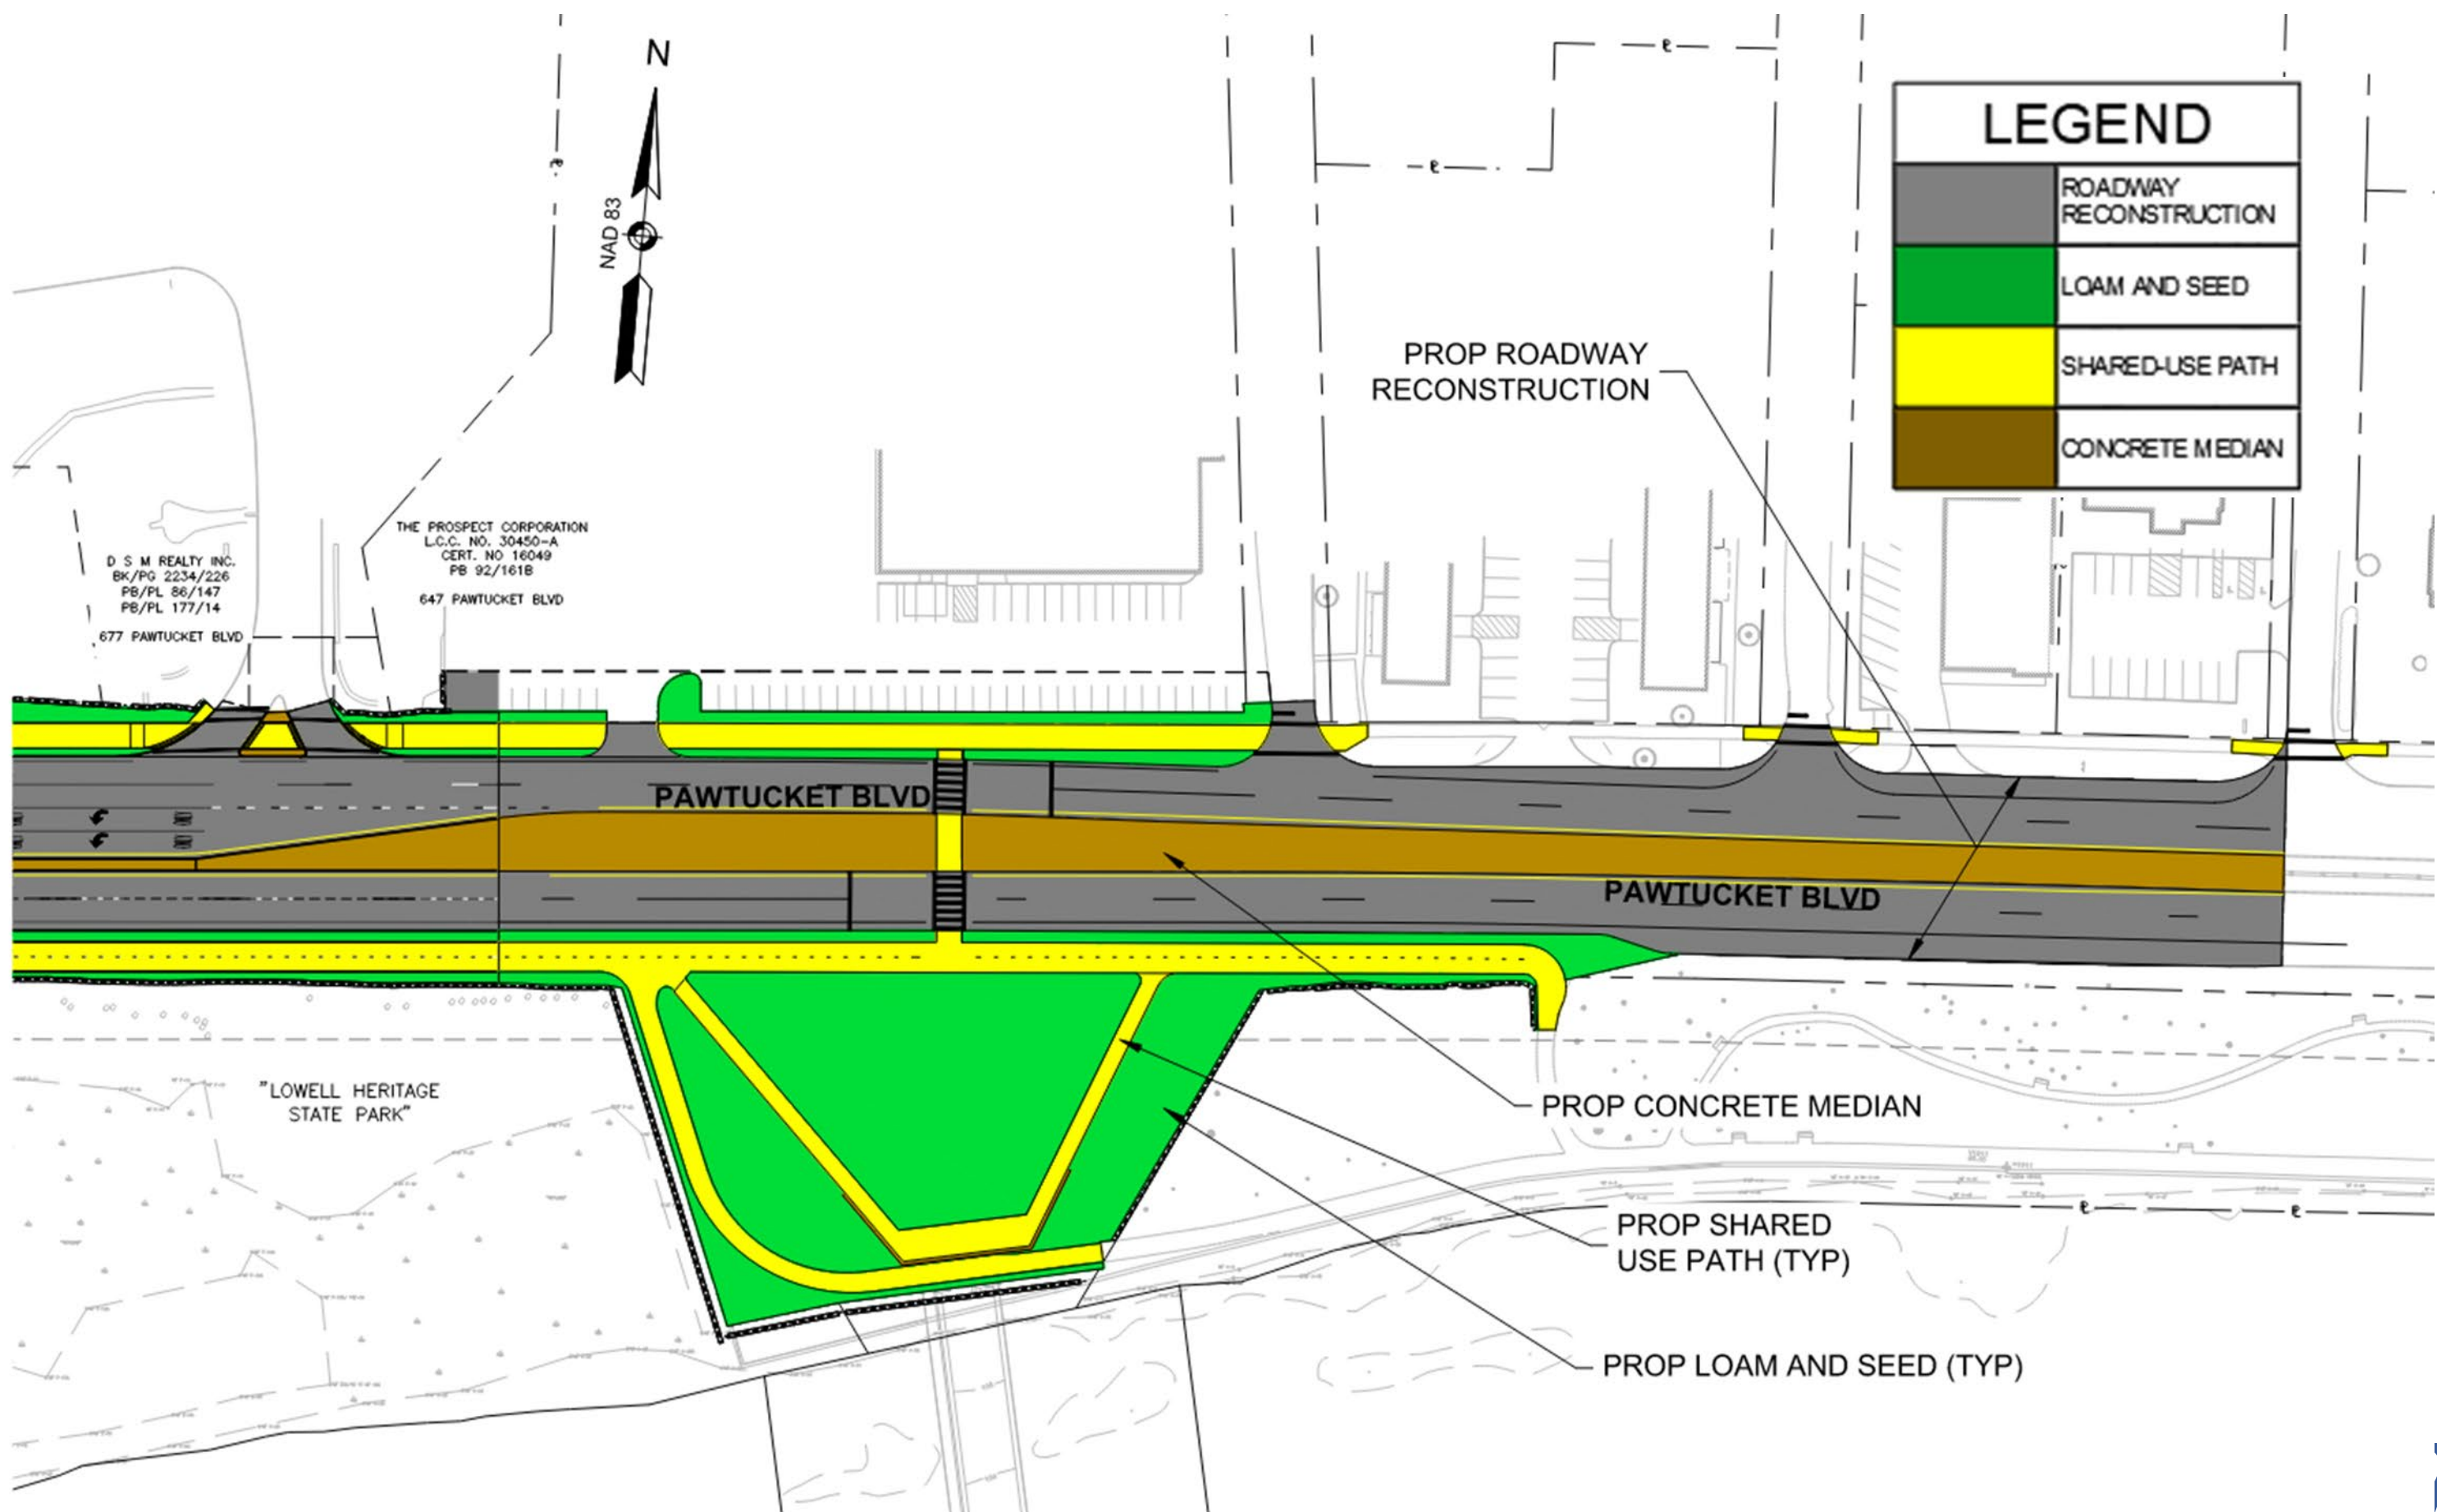 N
NAD 83
LEGEND
ROADWAY
RECONSTRUCTION
LOAM AND SEED
SHARED-USE PATH
CONCRETE MEDIAN
PROP ROADWAY
RECONSTRUCTION
THE PROSPECT CORPORATION
L.C.C. NO. 30450-A
CERT. NO 16049
PB 92/161B
647 PAWTUCKET BLVD
D S M REALTY INC.
BK/PG 2234/226
PB/PL 86/147
PB/PL 177/14
677 PAWTUCKET BLVD
PAWTUCKET BLVD
PAWTUCKET BLVD
"LOWELL HERITAGE
STATE PARK"
PROP CONCRETE MEDIAN
PROP SHARED
USE PATH (TYP)
PROP LOAM AND SEED (TYP)